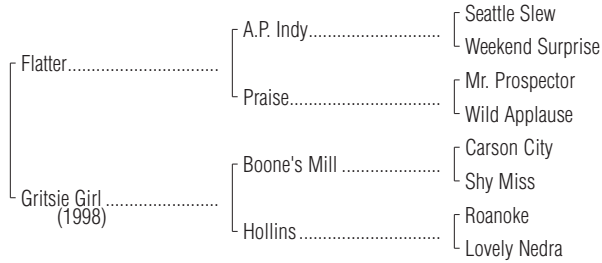 Seattle Slew
A.P. Indy
Weekend Surprise
Flatter
Mr. Prospector
Praise
Wild Applause
Carson City
Boone's Mill
Shy Miss
Gritsie Girl
(1998)
Roanoke
Hollins
Lovely Nedra